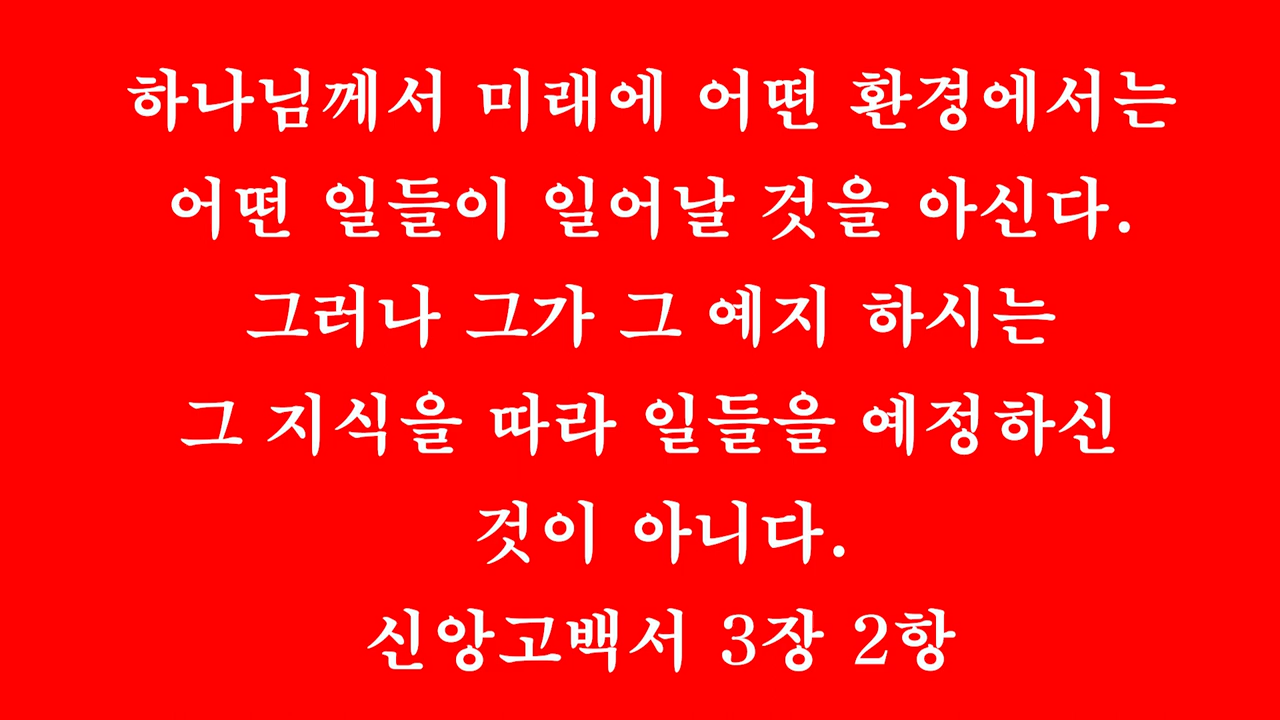 하나님께서 미래에 어떤 환경에서는
어떤 일들이 일어날 것을 아신다.
그러나 그가 그 예지 하시는
그 지식을 따라 일들을 예정하신
것이 아니다.
신앙고백서 3장 2항